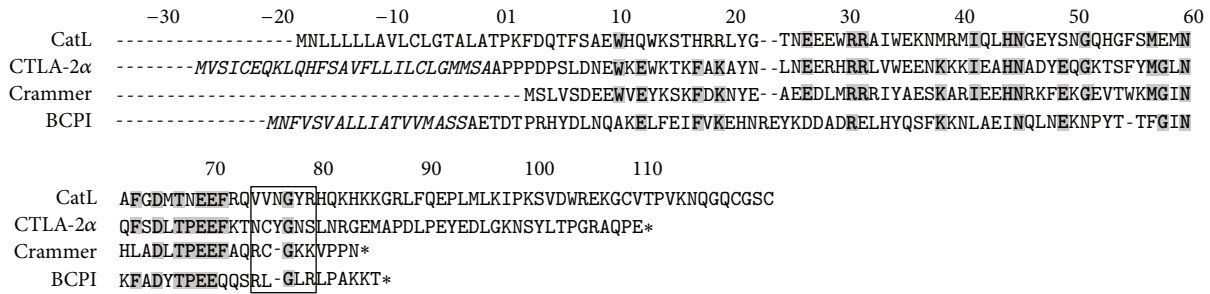 −30 −20 −10 01 10 20 30 40 50 60
CatL ----------------MNLLLLLAVLCLGTALATPKFDQTFSAEWHQWKSTHRRLYG--TNEEEWRRAIWEKNMRMIQLHNGEYSNGQHGFSMEMN
CTLA-2α -------MVSICEQKLQHFSAVFLLILCLGMMSAAPPPDPSLDNEWKEWKTKFAKAYN--LNEERHRRLVWEENKKKIEAHNADYEQGKTSFYMGLN
Crammer ------------------------------------MSLVSDEEWVEYKSKFDKNYE--AEEDLMRRRIYAESKARIEEHNRKFEKGEVTWKMGIN
BCPI -------------MNFVSVALLIATVVMASSAETDTPRHYDLNQAKELFEIFVKEHNREYKDDADRELHYQSFKKNLAEINQLNEKNPYT-TFGIN
70 80 90 100 110
CatL AFGDMTNEEFRQVVNGYRHQKHKKGRLFQEPLMLKIPKSVDWREKGCVTPVKNQGQCGSC
CTLA-2α QFSDLTPEEFKTNCYGNSLNRGEMAPDLPEYEDLGKNSYLTPGRAQPE*
Crammer HLADLTPEEFAQRC-GKKVPPN*
BCPI KFADYTPEEQQSRL-GLRLPAKKT*